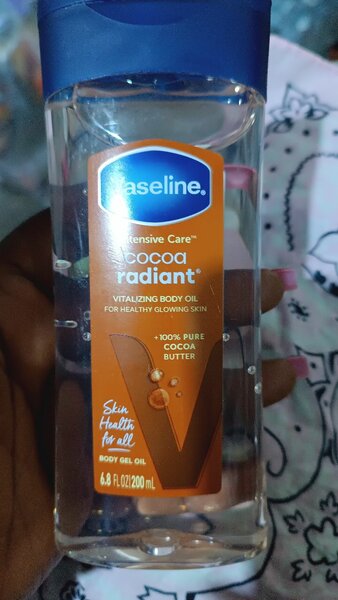 Vaseline®
Intensive Care™
cocoa
radiant®
VITALIZING BODY OIL
FOR HEALTHY GLOWING SKIN
+100% PURE
COCOA
BUTTER
Skin
Health
for all
BODY GEL OIL
6.8 FL OZ|200 mL